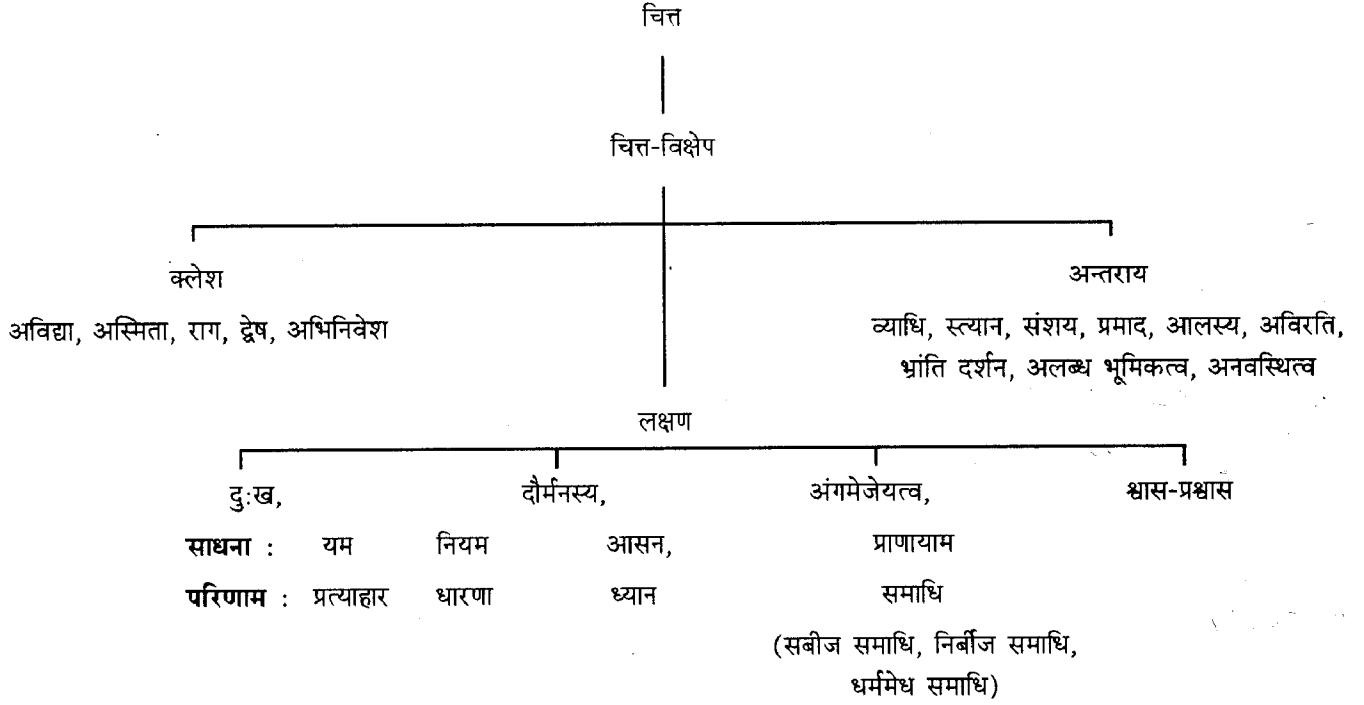 चित्त
चित्त-विक्षेप
क्लेश
अविद्या, अस्मिता, राग, द्वेष, अभिनिवेश
अन्तराय
व्याधि, स्त्यान, संशय, प्रमाद, आलस्य, अविरति,
भ्रांति दर्शन, अलब्ध भूमिकत्व, अनवस्थित्व
लक्षण
दुःख, दौर्मनस्य, अंगमेजेयत्व, श्वास-प्रश्वास
साधना : यम नियम आसन, प्राणायाम
परिणाम : प्रत्याहार धारणा ध्यान समाधि
(सबीज समाधि, निर्बीज समाधि,
धर्ममेध समाधि)